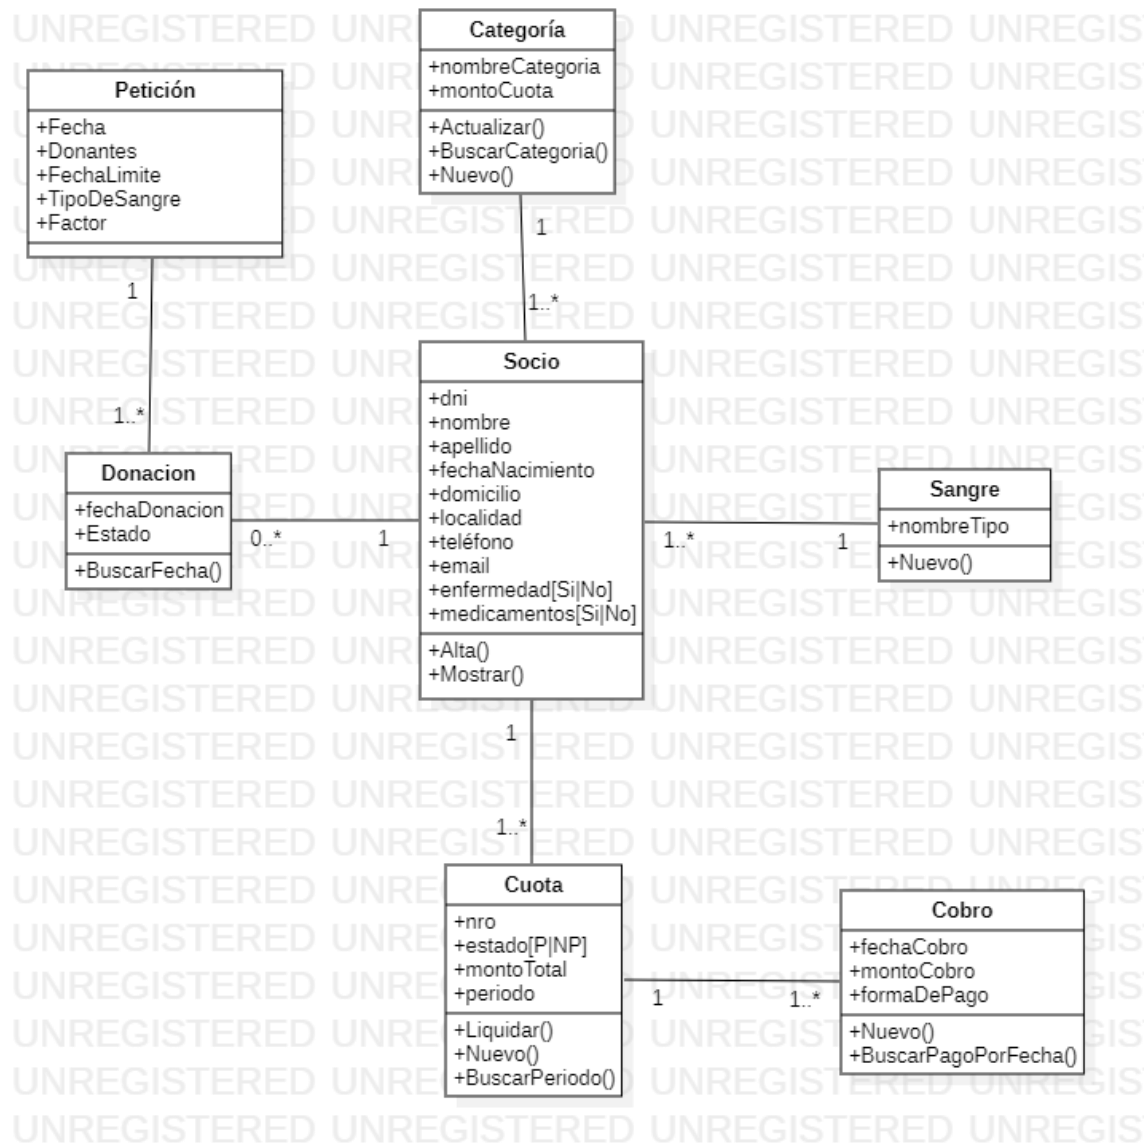 Categoría
+nombreCategoria
+montoCuota
+Actualizar()
+BuscarCategoria()
+Nuevo()
Petición
+Fecha
+Donantes
+FechaLimite
+TipoDeSangre
+Factor
1
1..*
1
1..*
Socio
+dni
+nombre
+apellido
+fechaNacimiento
+domicilio
+localidad
+teléfono
+email
+enfermedad[Si|No]
+medicamentos[Si|No]
+Alta()
+Mostrar()
Donacion
+fechaDonacion
+Estado
+BuscarFecha()
0..*
1
1..*
1
Sangre
+nombreTipo
+Nuevo()
1
1..*
Cuota
+nro
+estado[P|NP]
+montoTotal
+periodo
+Liquidar()
+Nuevo()
+BuscarPeriodo()
1
1..*
Cobro
+fechaCobro
+montoCobro
+formaDePago
+Nuevo()
+BuscarPagoPorFecha()
UNREGISTERED